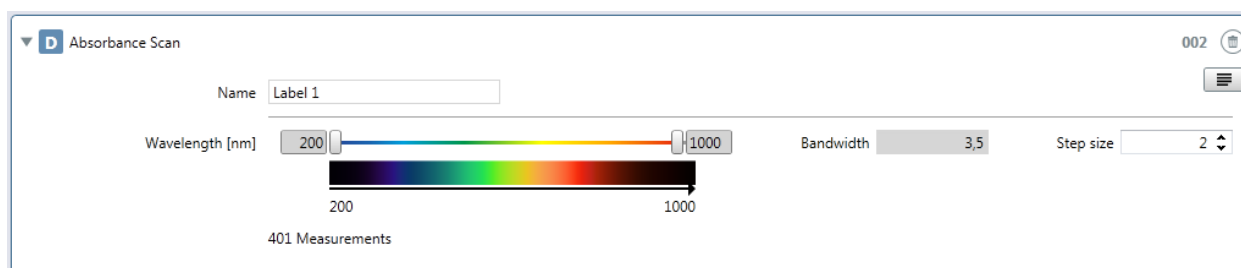 D Absorbance Scan 002
Name Label 1
Wavelength [nm] 200 1000 Bandwidth 3,5 Step size 2
200 1000
401 Measurements